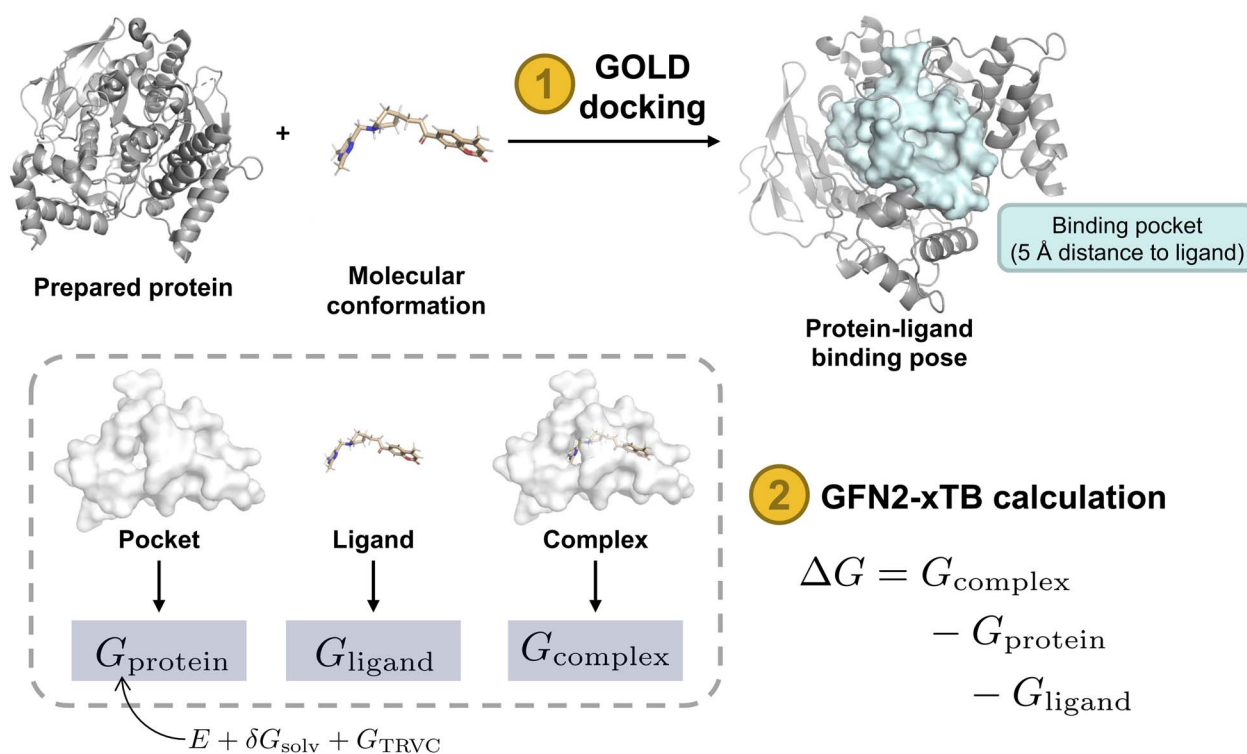 1 GOLD
docking
+
Prepared protein
Molecular
conformation
Binding pocket
(5 Å distance to ligand)
Protein-ligand
binding pose
Pocket
Ligand
Complex
G_protein
G_ligand
G_complex
E + δG_solv + G_TRVC
2 GFN2-xTB calculation
ΔG = G_complex
− G_protein
− G_ligand